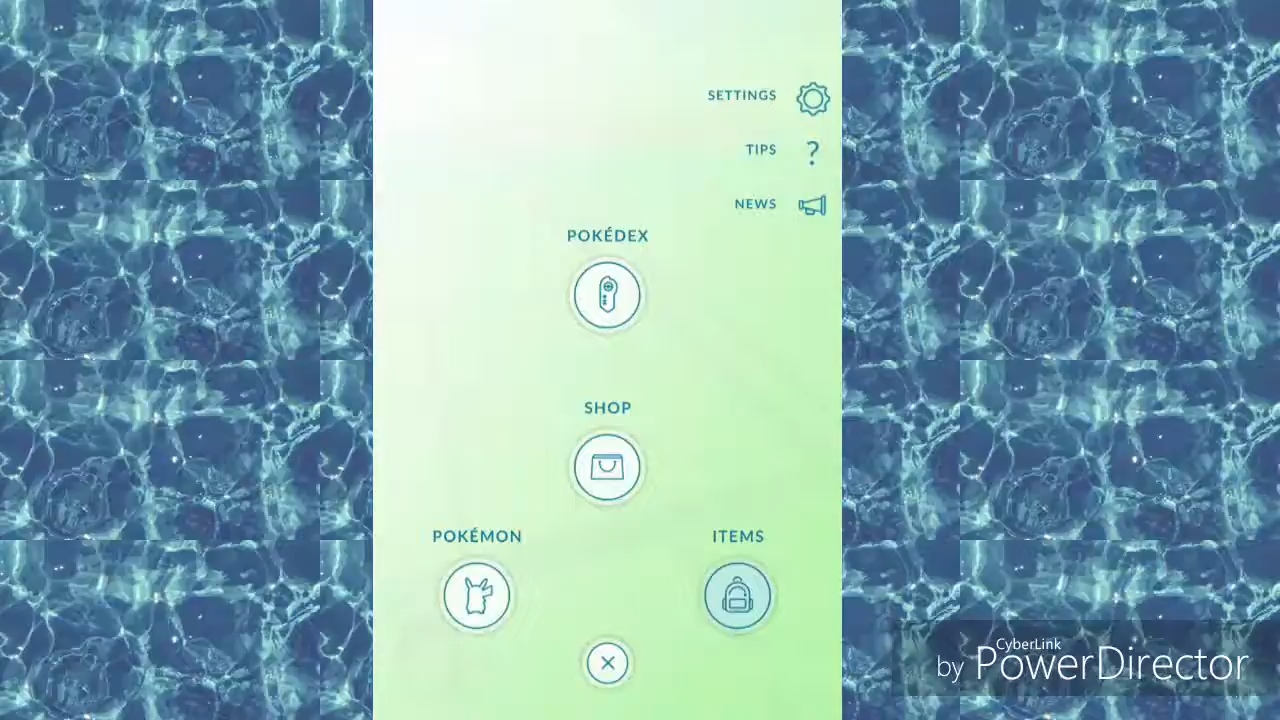 SETTINGS
TIPS
?
NEWS
POKÉDEX
SHOP
POKÉMON
ITEMS
CyberLink
by PowerDirector